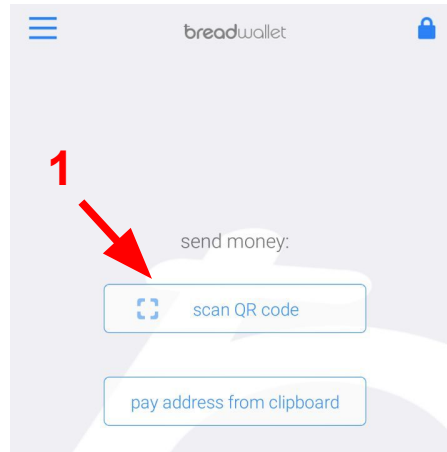 breadwallet
1
send money:
scan QR code
pay address from clipboard